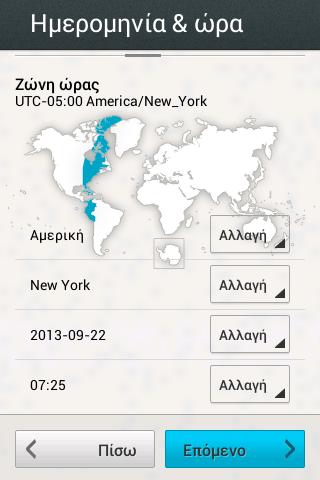 Ημερομηνία & ώρα
Ζώνη ώρας
UTC-05:00 America/New_York
Αμερική
Αλλαγή
New York
Αλλαγή
2013-09-22
Αλλαγή
07:25
Αλλαγή
Πίσω
Επόμενο